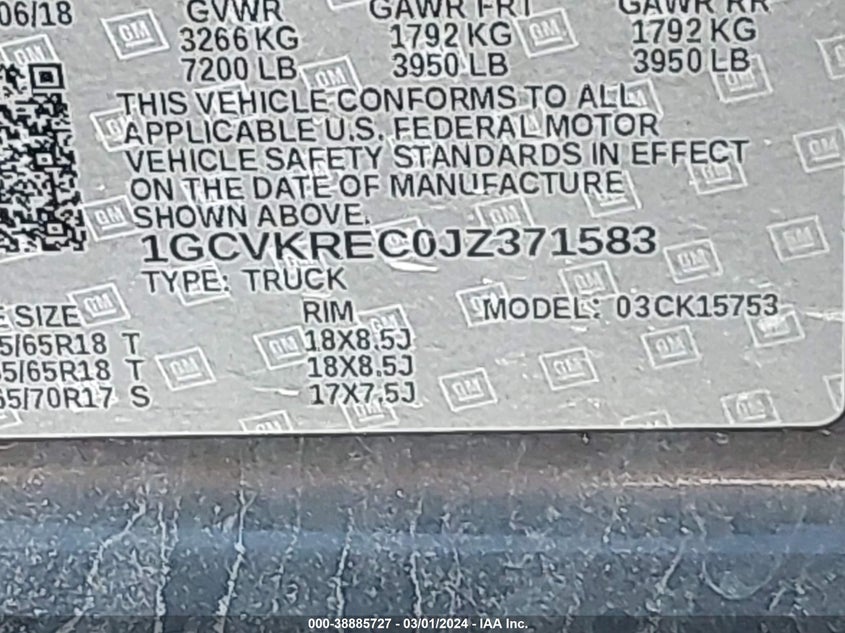 06/18 GVWR GAWR FRT GAWR RR
3266 KG 1792 KG 1792 KG
7200 LB 3950 LB 3950 LB
THIS VEHICLE CONFORMS TO ALL
APPLICABLE U.S. FEDERAL MOTOR
VEHICLE SAFETY STANDARDS IN EFFECT
ON THE DATE OF MANUFACTURE
SHOWN ABOVE.
1GCVKREC0JZ371583
TYPE: TRUCK
E SIZE RIM MODEL: 03CK15753
5/65R18 T 18X8.5J
5/65R18 T 18X8.5J
65/70R17 S 17X7.5J
000-38885727 - 03/01/2024 - IAA Inc.